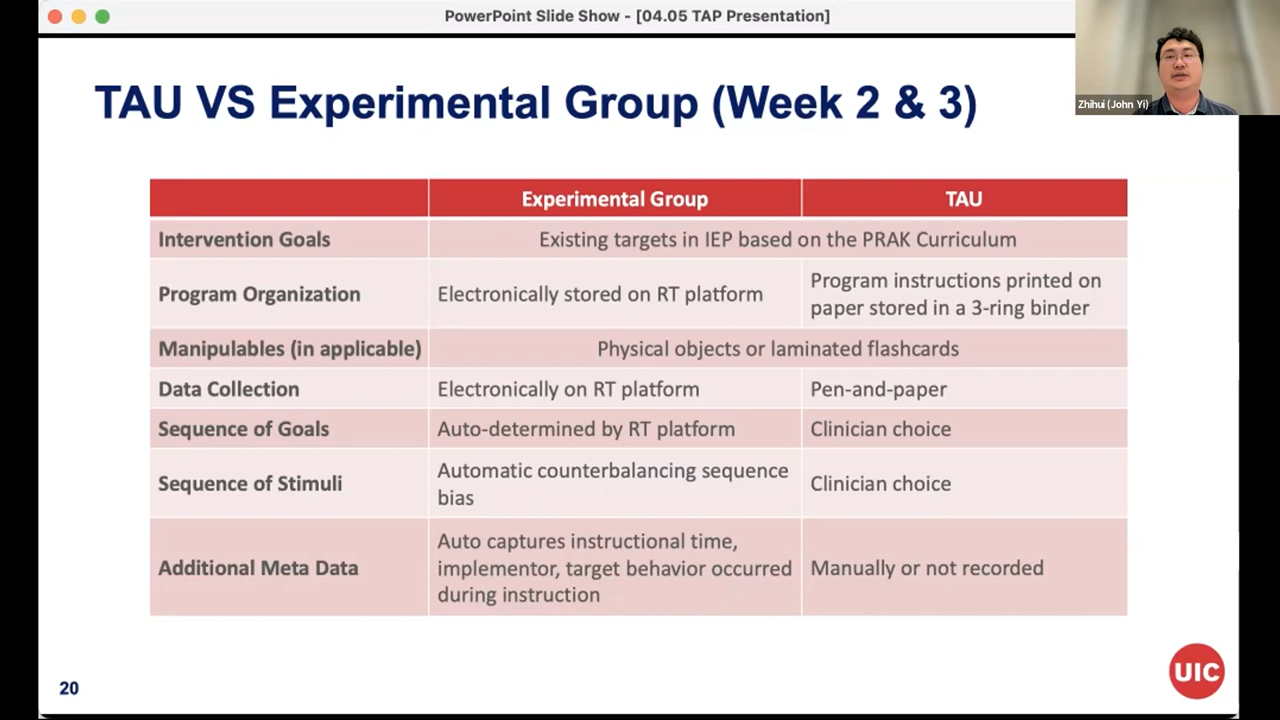 PowerPoint Slide Show - [04.05 TAP Presentation]
Zhihui (John Yi)
TAU VS Experimental Group (Week 2 & 3)
Experimental Group
TAU
Intervention Goals
Existing targets in IEP based on the PRAK Curriculum
Program Organization
Electronically stored on RT platform
Program instructions printed on
paper stored in a 3-ring binder
Manipulables (in applicable)
Physical objects or laminated flashcards
Data Collection
Electronically on RT platform
Pen-and-paper
Sequence of Goals
Auto-determined by RT platform
Clinician choice
Sequence of Stimuli
Automatic counterbalancing sequence
bias
Clinician choice
Additional Meta Data
Auto captures instructional time,
implementor, target behavior occurred
during instruction
Manually or not recorded
20
UIC